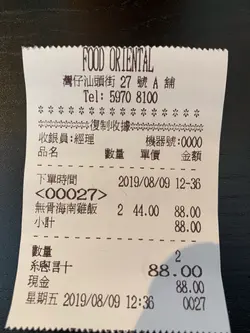 FOOD ORIENTAL
灣仔汕頭街 27 號 A 舖
Tel: 5970 8100
☆☆☆☆☆☆☆☆☆☆☆☆☆☆☆☆
::::::::::::::::::復制收據::::::::::::::::::
收銀員:經理 機器號:0000
品名 數量 單價 金額
下單時間 2019/08/09 12-36
<00027>
無骨海南雞飯 2 44.00 88.00
小計 88.00
數量 2
總計 88.00
現金 88.00
星期五 2019/08/09 12:36 0027